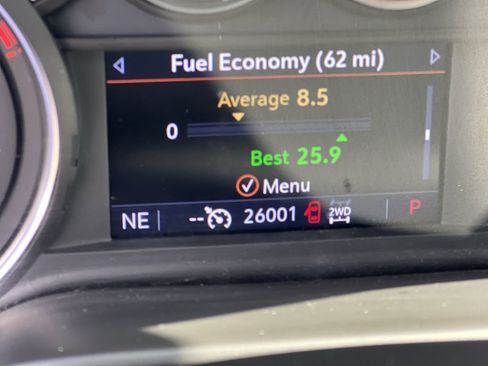 Fuel Economy (62 mi)
Average 8.5
0
Best 25.9
Menu
NE -- 26001 2WD P